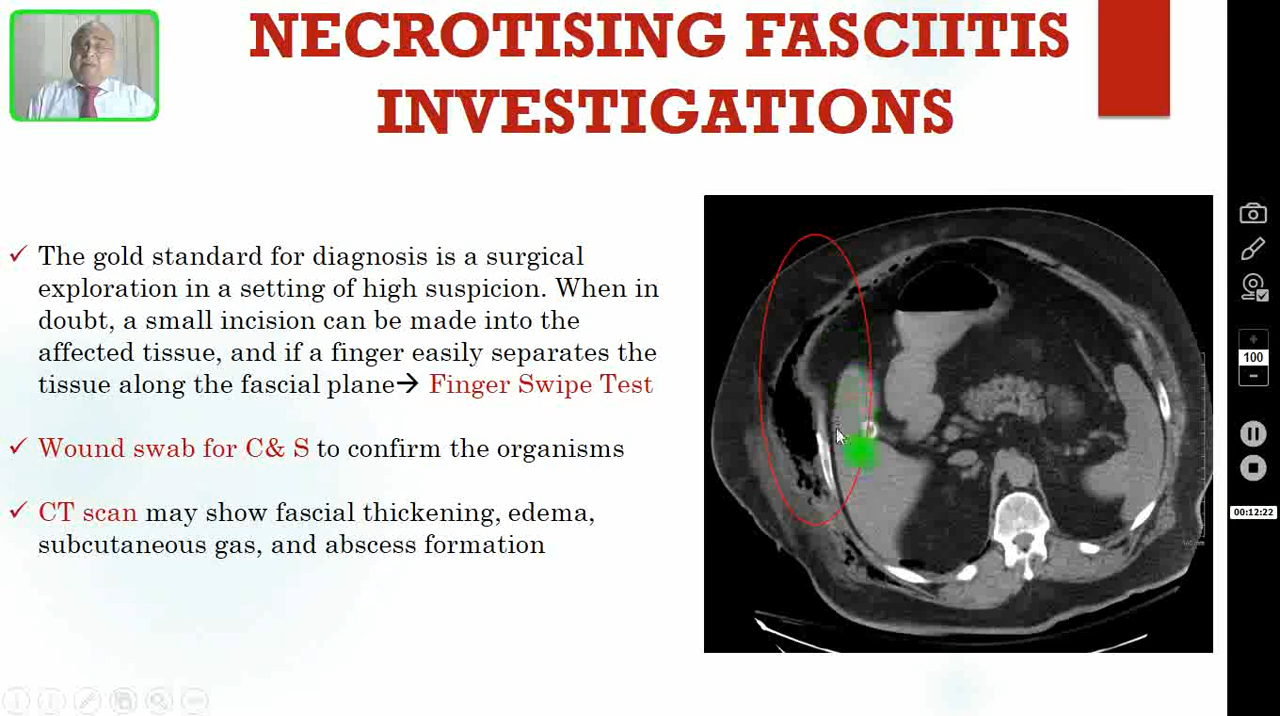 NECROTISING FASCIITIS
INVESTIGATIONS
✓ The gold standard for diagnosis is a surgical
exploration in a setting of high suspicion. When in
doubt, a small incision can be made into the
affected tissue, and if a finger easily separates the
tissue along the fascial plane→ Finger Swipe Test
✓ Wound swab for C& S to confirm the organisms
✓ CT scan may show fascial thickening, edema,
subcutaneous gas, and abscess formation
+
100
−
00:12:22